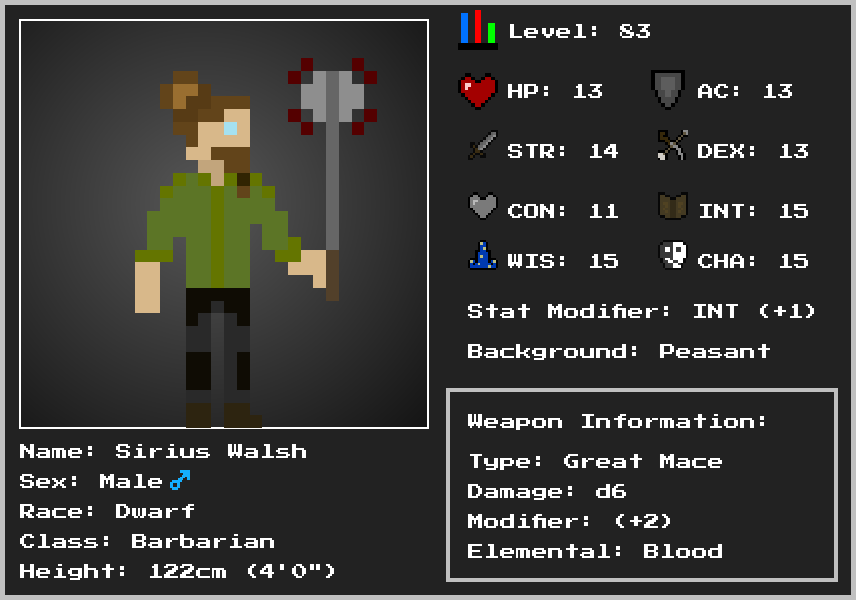 Level: 83
HP: 13 AC: 13
STR: 14 DEX: 13
CON: 11 INT: 15
WIS: 15 CHA: 15
Stat Modifier: INT (+1)
Background: Peasant
Weapon Information:
Type: Great Mace
Damage: d6
Modifier: (+2)
Elemental: Blood
Name: Sirius Walsh
Sex: Male ♂
Race: Dwarf
Class: Barbarian
Height: 122cm (4'0")